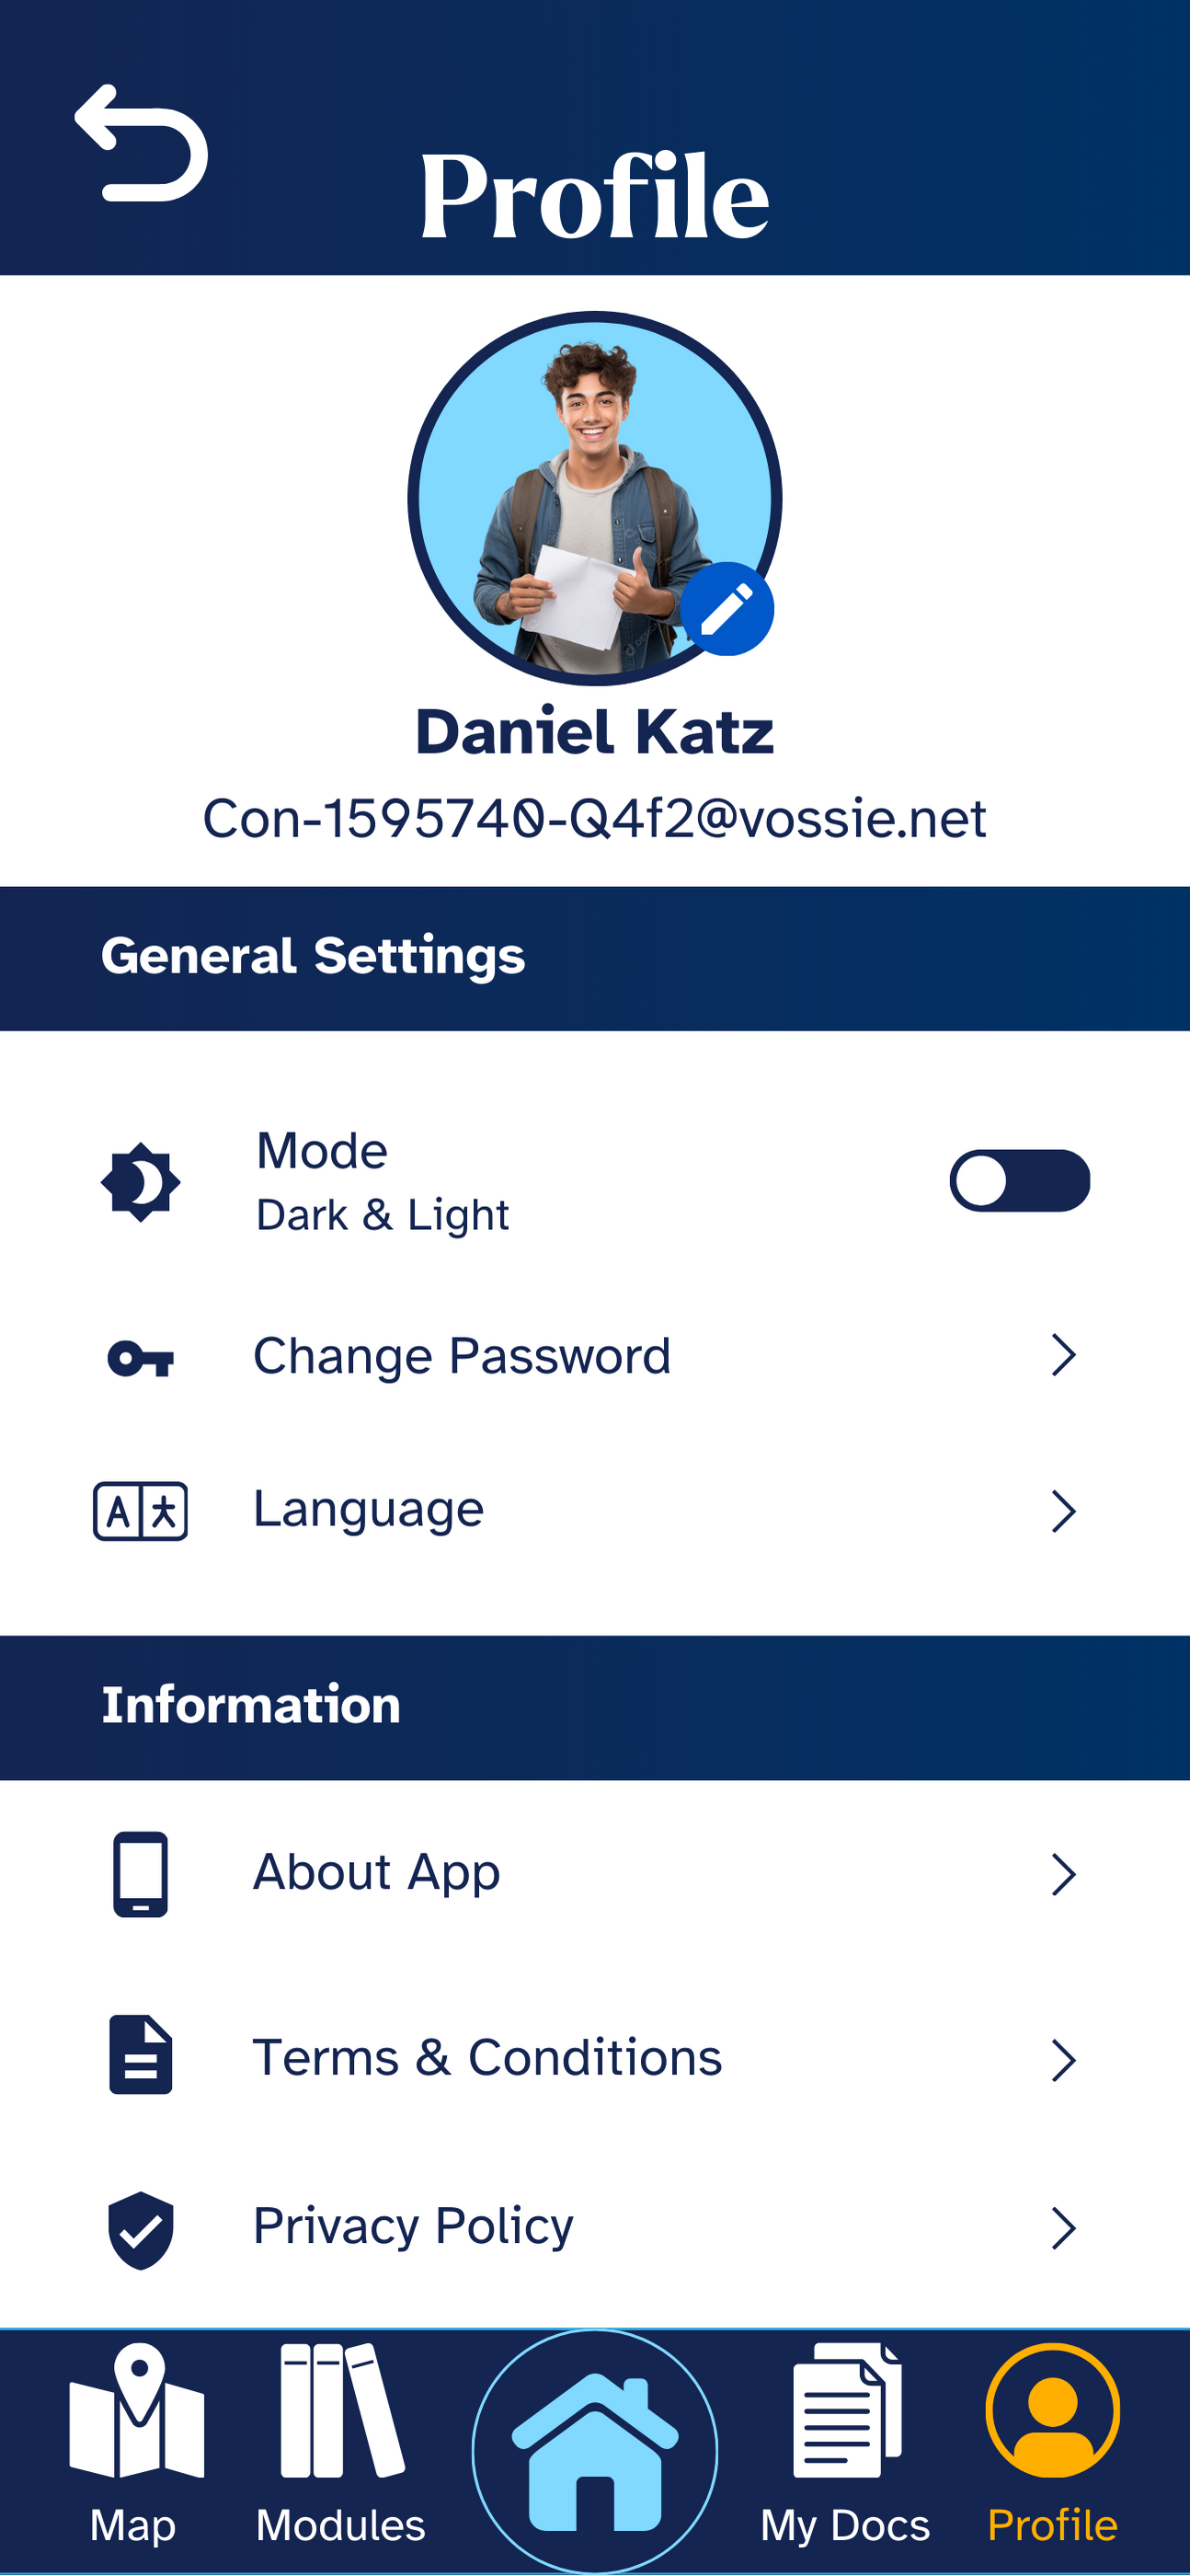 Profile
Daniel Katz
Con-1595740-Q4f2@vossie.net
General Settings
Mode
Dark & Light
Change Password
Language
Information
About App
Terms & Conditions
Privacy Policy
Map
Modules
My Docs
Profile